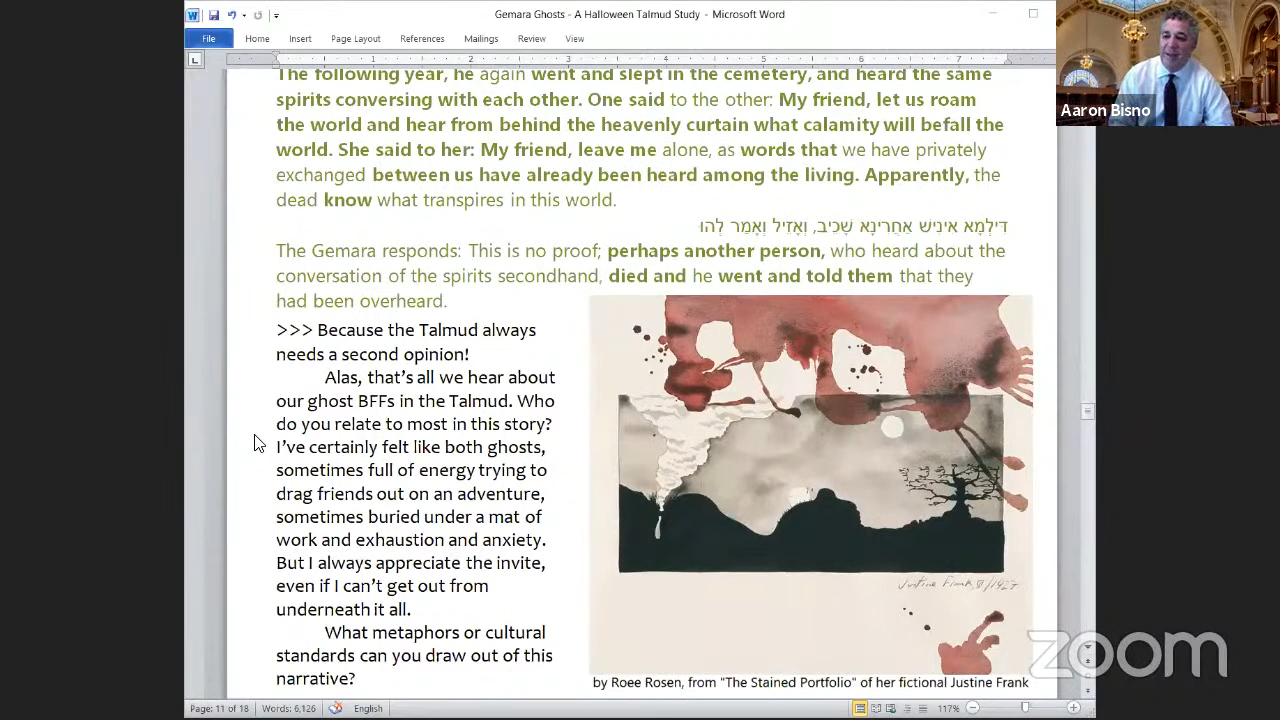 Gemara Ghosts - A Halloween Talmud Study - Microsoft Word
File Home Insert Page Layout References Mailings Review View
1 2 3 4 5 6 7
Aaron Bisno
The following year, he again went and slept in the cemetery, and heard the same
spirits conversing with each other. One said to the other: My friend, let us roam
the world and hear from behind the heavenly curtain what calamity will befall the
world. She said to her: My friend, leave me alone, as words that we have privately
exchanged between us have already been heard among the living. Apparently, the
dead know what transpires in this world.
דִּילְמָא אִינִישׁ אַחֲרִינָא שָׁכֵיב, וְאָזֵיל וְאָמַר לְהוּ
The Gemara responds: This is no proof; perhaps another person, who heard about the
conversation of the spirits secondhand, died and he went and told them that they
had been overheard.
>>> Because the Talmud always
needs a second opinion!
Alas, that's all we hear about
our ghost BFFs in the Talmud. Who
do you relate to most in this story?
I've certainly felt like both ghosts,
sometimes full of energy trying to
drag friends out on an adventure,
sometimes buried under a mat of
work and exhaustion and anxiety.
But I always appreciate the invite,
even if I can't get out from
underneath it all.
What metaphors or cultural
standards can you draw out of this
narrative?
Justine Frank
by Roee Rosen, from "The Stained Portfolio" of her fictional Justine Frank
zoom
Page: 11 of 18 Words: 6,126 English 117%